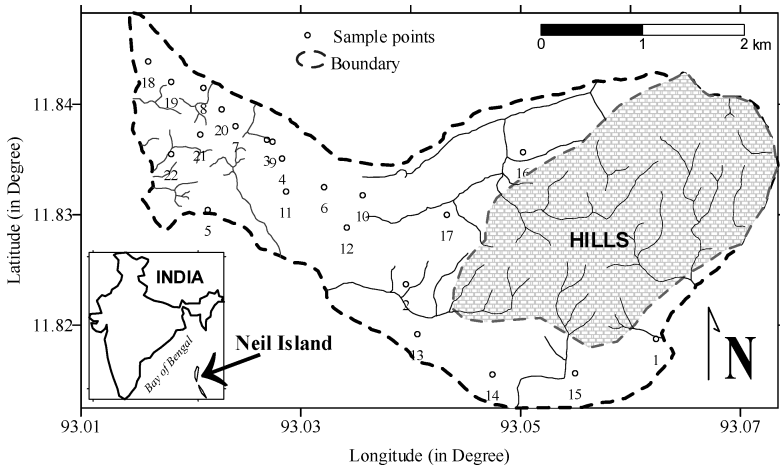 Sample points
Boundary
0 1 2 km
11.84
11.83
11.82
Latitude (in Degree)
18
19
8
20
7
21
22
39
4
11
5
6
10
12
16
17
HILLS
2
13
14
15
1
INDIA
Bay of Bengal
Neil Island
N
93.01 93.03 93.05 93.07
Longitude (in Degree)